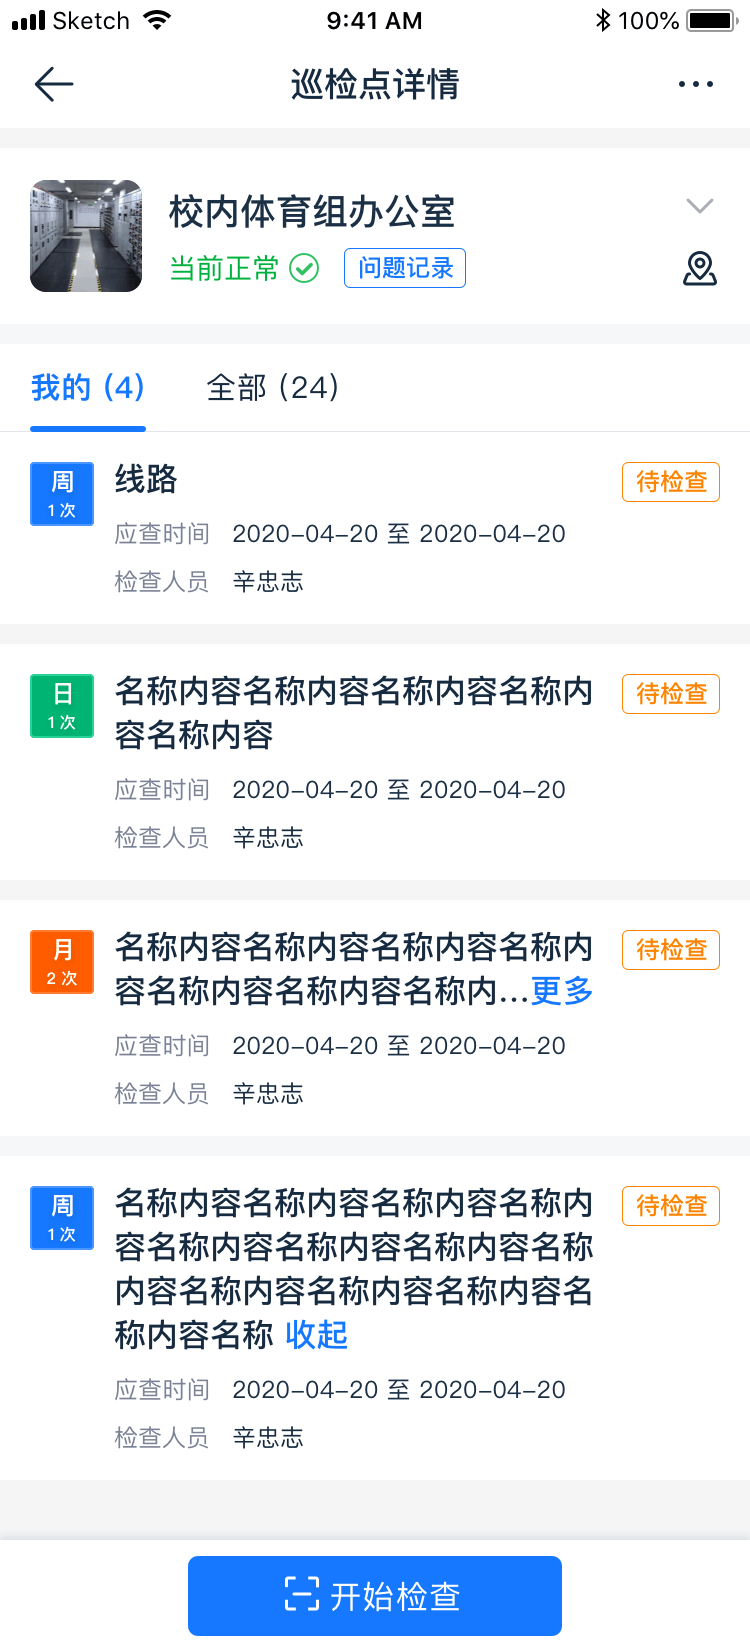 Sketch 9:41 AM 100%
巡检点详情
校内体育组办公室
当前正常 问题记录
我的 (4) 全部 (24)
周 线路 待检查
1 次
应查时间 2020-04-20 至 2020-04-20
检查人员 辛忠志
日 名称内容名称内容名称内容名称内 待检查
1 次 容名称内容
应查时间 2020-04-20 至 2020-04-20
检查人员 辛忠志
月 名称内容名称内容名称内容名称内 待检查
2 次 容名称内容名称内容名称内...更多
应查时间 2020-04-20 至 2020-04-20
检查人员 辛忠志
周 名称内容名称内容名称内容名称内 待检查
1 次 容名称内容名称内容名称内容名称
内容名称内容名称内容名称内容名
称内容名称 收起
应查时间 2020-04-20 至 2020-04-20
检查人员 辛忠志
开始检查